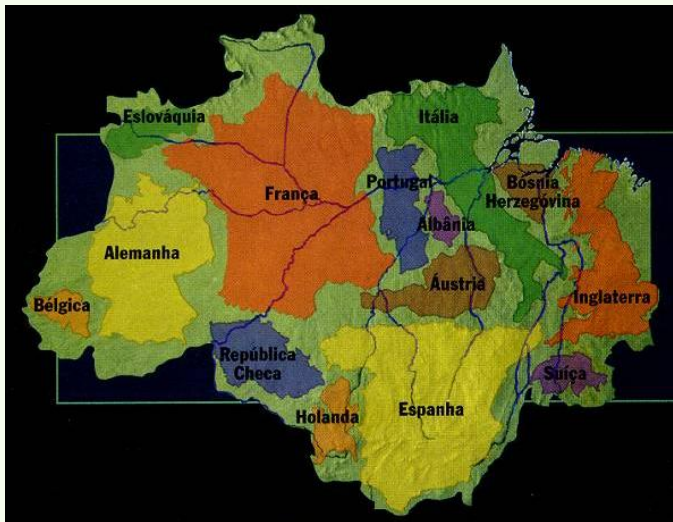 Eslováquia
Itália
França
Portugal
Bósnia
Herzegóvina
Albânia
Alemanha
Áustria
Bélgica
Inglaterra
República
Checa
Suíça
Holanda
Espanha